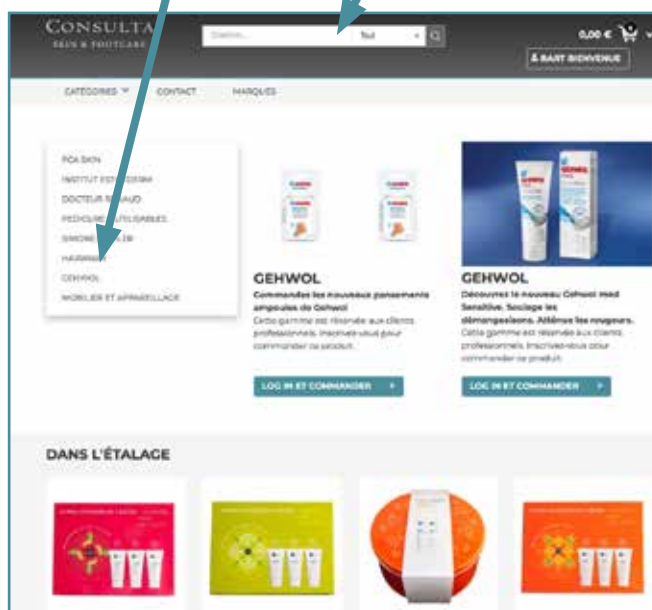 CONSULTA
SKIN & FOOTCARE
Tout
0,00 €
BART BIENVENUE
CATÉGORIES
CONTACT
MARQUES
PCA SKIN
INSTITUT
DOCTEUR
PEDICURE
SIMONE
GEHWOL
MOBILIER ET APPAREILLAGE
GEHWOL
Commandez les nouveaux pansements
ampoules de Gehwol
Cette gamme est réservée aux clients
professionnels. Inscrivez-vous pour
commander ce produit.
LOG IN ET COMMANDER
GEHWOL
Découvrez le nouveau Gehwol med
Sensitive. Soulage les
démangeaisons. Atténue les rougeurs.
Cette gamme est réservée aux clients
professionnels. Inscrivez-vous pour
commander ce produit.
LOG IN ET COMMANDER
DANS L'ÉTALAGE